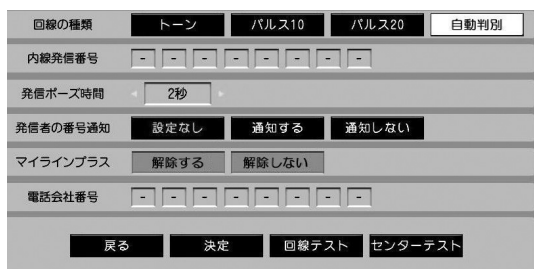 回線の種類 トーン パルス10 パルス20 自動判別
内線発信番号 - - - - - - - -
発信ポーズ時間 2秒
発信者の番号通知 設定なし 通知する 通知しない
マイラインプラス 解除する 解除しない
電話会社番号 - - - - - - - -
戻る 決定 回線テスト センターテスト